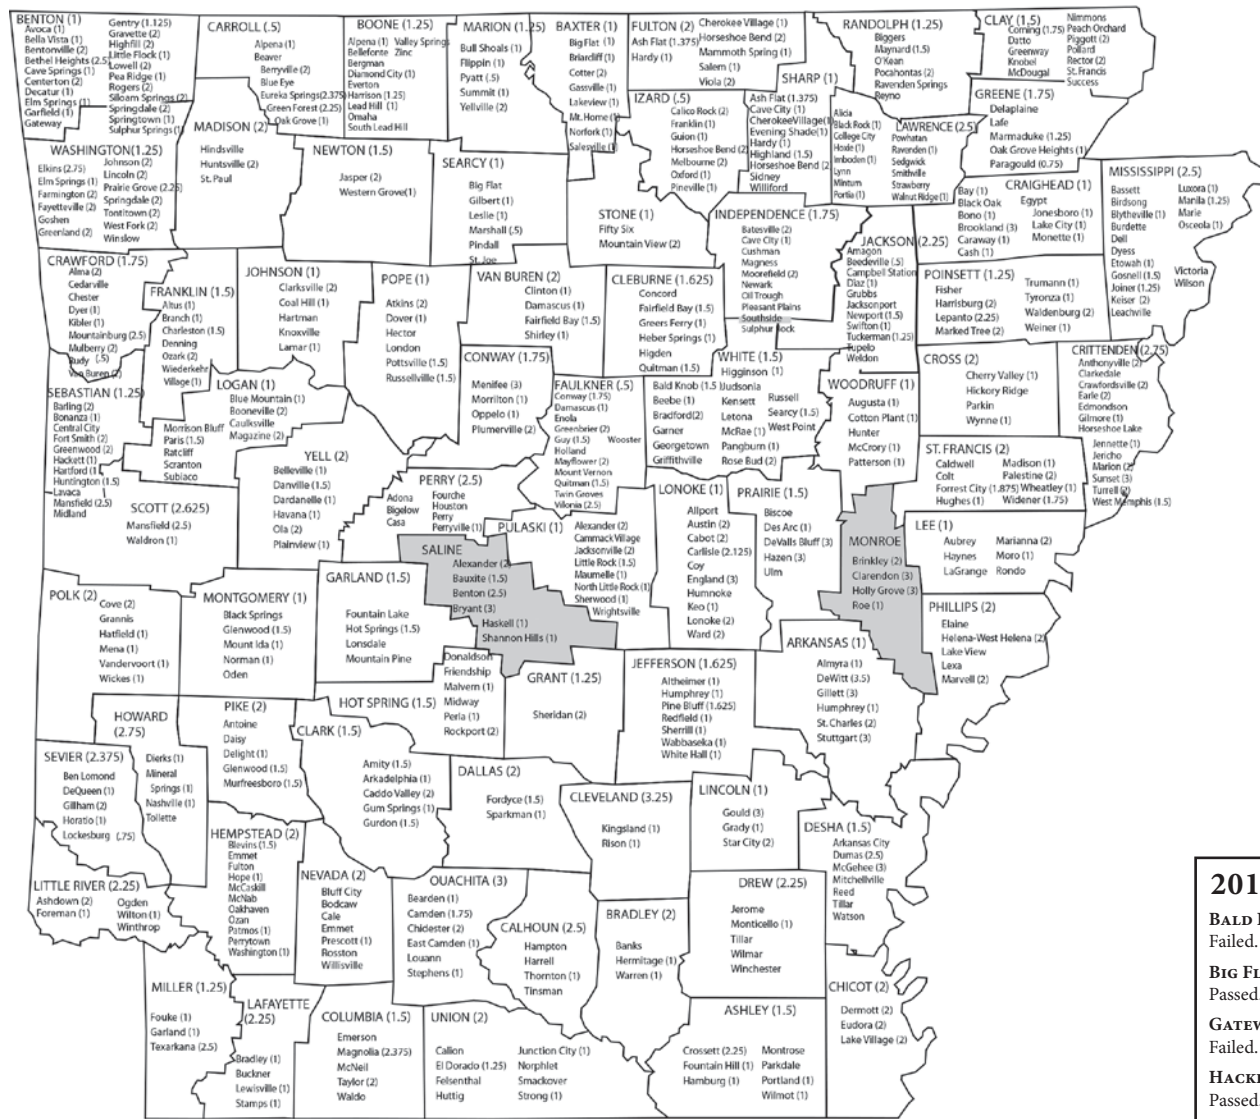 BENTON (1)
Avoca (1)
Bella Vista (1)
Bentonville (2)
Bethel Heights (2.5)
Cave Springs (1)
Centerton (2)
Decatur (1)
Elm Springs (1)
Garfield (1)
Gateway
Gentry (1.125)
Gravette (2)
Highfill (2)
Little Flock (1)
Lowell (2)
Pea Ridge (1)
Rogers (2)
Siloam Springs (2)
Springdale (2)
Springtown (1)
Sulphur Springs (1)
CARROLL (.5)
Alpena (1)
Beaver
Berryville (2)
Blue Eye
Eureka Springs(2.375)
Green Forest (2.25)
Oak Grove (1)
BOONE (1.25)
Alpena (1)
Bellefonte
Bergman
Diamond City (1)
Everton
Harrison (1.25)
Lead Hill (1)
Omaha
South Lead Hill
Valley Springs
Zinc
MARION (1.25)
Bull Shoals (1)
Flippin (1)
Pyatt (.5)
Summit (1)
Yellville (2)
BAXTER (1)
Big Flat (1)
Briarcliff (1)
Cotter (2)
Gassville (1)
Lakeview (1)
Mt. Home (1)
Norfork (1)
Salesville (1)
FULTON (2)
Ash Flat (1.375)
Hardy (1)
Cherokee Village (1)
Horseshoe Bend (2)
Mammoth Spring (1)
Salem (1)
Viola (2)
RANDOLPH (1.25)
Biggers
Maynard (1.5)
O'Kean
Pocahontas (2)
Ravenden Springs
Reyno
CLAY (1.5)
Corning (1.75)
Datto
Greenway
Knobel
McDougal
Nimmons
Peach Orchard
Piggott (2)
Pollard
Rector (2)
St. Francis
Success
SHARP (1)
Ash Flat (1.375)
Cave City (1)
CherokeeVillage(1)
Evening Shade(1)
Hardy (1)
Highland (1.5)
Horseshoe Bend (2)
Sidney
Williford
IZARD (.5)
Calico Rock (2)
Franklin (1)
Guion (1)
Horseshoe Bend (2)
Melbourne (2)
Oxford (1)
Pineville (1)
LAWRENCE (2.5)
Alicia
Black Rock (1)
College City
Hoxie (1)
Imboden (1)
Lynn
Minturn
Portia (1)
Powhatan
Ravenden (1)
Sedgwick
Smithville
Strawberry
Walnut Ridge (1)
GREENE (1.75)
Delaplaine
Lafe
Marmaduke (1.25)
Oak Grove Heights (1)
Paragould (0.75)
WASHINGTON(1.25)
Elkins (2.75)
Elm Springs (1)
Farmington (2)
Fayetteville (2)
Goshen
Greenland (2)
Johnson (2)
Lincoln (2)
Prairie Grove (2.25)
Springdale (2)
Tontitown (2)
West Fork (2)
Winslow
MADISON (2)
Hindsville
Huntsville (2)
St. Paul
NEWTON (1.5)
Jasper (2)
Western Grove(1)
SEARCY (1)
Big Flat
Gilbert (1)
Leslie (1)
Marshall (.5)
Pindall
St. Joe
STONE (1)
Fifty Six
Mountain View (2)
INDEPENDENCE (1.75)
Batesville (2)
Cave City (1)
Cushman
Magness
Moorefield (2)
Newark
Oil Trough
Pleasant Plains
Southside
Sulphur Rock
JACKSON (2.25)
Amagon
Beedeville (.5)
Campbell Station
Diaz (1)
Grubbs
Jacksonport
Newport (1.5)
Swifton (1)
Tuckerman (1.25)
Tupelo
Weldon
CRAIGHEAD (1)
Bay (1)
Black Oak
Bono (1)
Brookland (3)
Caraway (1)
Cash (1)
Egypt
Jonesboro (1)
Lake City (1)
Monette (1)
MISSISSIPPI (2.5)
Bassett
Birdsong
Blytheville (1)
Burdette
Dell
Dyess
Etowah (1)
Gosnell (1.5)
Joiner (1.25)
Keiser (2)
Leachville
Luxora (1)
Manila (1.25)
Marie
Osceola (1)
Victoria
Wilson
CRAWFORD (1.75)
Alma (2)
Cedarville
Chester
Dyer (1)
Kibler (1)
Mountainburg (2.5)
Mulberry (2)
Rudy (.5)
Van Buren (2)
FRANKLIN (1.5)
Altus (1)
Branch (1)
Charleston (1.5)
Denning
Ozark (2)
Wiederkehr
Village(1)
JOHNSON (1)
Clarksville (2)
Coal Hill (1)
Hartman
Knoxville
Lamar (1)
POPE (1)
Atkins (2)
Dover (1)
Hector
London
Pottsville (1.5)
Russellville (1.5)
VAN BUREN (2)
Clinton (1)
Damascus (1)
Fairfield Bay (1.5)
Shirley (1)
CLEBURNE (1.625)
Concord
Fairfield Bay (1.5)
Greers Ferry (1)
Heber Springs (1)
Higden
Quitman (1.5)
POINSETT (1.25)
Fisher
Harrisburg (2)
Lepanto (2.25)
Marked Tree (2)
Trumann (1)
Tyronza (1)
Waldenburg (2)
Weiner (1)
CONWAY (1.75)
Menifee (3)
Morrilton (1)
Oppelo (1)
Plumerville (2)
FAULKNER (.5)
Conway (1.75)
Damascus (1)
Enola
Greenbrier (2)
Guy (1.5)
Holland
Mayflower (2)
Mount Vernon
Quitman (1.5)
Twin Groves
Vilonia (2.5)
Wooster
WHITE (1.5)
Bald Knob (1.5)
Beebe (1)
Bradford(2)
Garner
Georgetown
Griffithville
Higginson (1)
Judsonia
Kensett
Letona
McRae (1)
Pangburn (1)
Rose Bud (2)
Russell
Searcy (1.5)
West Point
WOODRUFF (1)
Augusta (1)
Cotton Plant (1)
Hunter
McCrory (1)
Patterson (1)
CROSS (2)
Cherry Valley (1)
Hickory Ridge
Parkin
Wynne (1)
CRITTENDEN (2.75)
Anthonyville (2)
Clarkedale
Crawfordsville (2)
Earle (2)
Edmondson
Gilmore (1)
Horseshoe Lake
Jennette (1)
Jericho
Marion (2)
Sunset (3)
Turrell (2)
West Memphis (1.5)
SEBASTIAN (1.25)
Barling (2)
Bonanza (1)
Central City
Fort Smith (2)
Greenwood (2)
Hackett (1)
Hartford (1)
Huntington (1.5)
Lavaca
Mansfield (2.5)
Midland
LOGAN (1)
Blue Mountain (1)
Booneville (2)
Caulksville
Magazine (2)
Morrison Bluff
Paris (1.5)
Ratcliff
Scranton
Subiaco
YELL (2)
Belleville (1)
Danville (1.5)
Dardanelle (1)
Havana (1)
Ola (2)
Plainview (1)
PERRY (2.5)
Adona
Bigelow
Casa
Fourche
Houston
Perry
Perryville (1)
SCOTT (2.625)
Mansfield (2.5)
Waldron (1)
PULASKI (1)
Alexander (2)
Cammack Village
Jacksonville (2)
Little Rock (1.5)
Maumelle (1)
North Little Rock (1)
Sherwood (1)
Wrightsville
LONOKE (1)
Allport
Austin (2)
Cabot (2)
Carlisle (2.125)
Coy
England (3)
Humnoke
Keo (1)
Lonoke (2)
Ward (2)
PRAIRIE (1.5)
Biscoe
Des Arc (1)
DeValls Bluff (3)
Hazen (3)
Ulm
ST. FRANCIS (2)
Caldwell
Colt
Forrest City (1.875)
Hughes (1)
Madison (1)
Palestine (2)
Wheatley (1)
Widener (1.75)
MONROE
Brinkley (2)
Clarendon (3)
Holly Grove (3)
Roe (1)
LEE (1)
Aubrey
Haynes
LaGrange
Marianna (2)
Moro (1)
Rondo
PHILLIPS (2)
Elaine
Helena-West Helena (2)
Lake View
Lexa
Marvell (2)
SALINE
Alexander (2)
Bauxite (1.5)
Benton (2.5)
Bryant (3)
Haskell (1)
Shannon Hills (1)
GARLAND (1.5)
Fountain Lake
Hot Springs (1.5)
Lonsdale
Mountain Pine
MONTGOMERY (1)
Black Springs
Glenwood (1.5)
Mount Ida (1)
Norman (1)
Oden
POLK (2)
Cove (2)
Grannis
Hatfield (1)
Mena (1)
Vandervoort (1)
Wickes (1)
HOT SPRING (1.5)
Donaldson
Friendship
Malvern (1)
Midway
Perla (1)
Rockport (2)
GRANT (1.25)
Sheridan (2)
JEFFERSON (1.625)
Altheimer (1)
Humphrey (1)
Pine Bluff (1.625)
Redfield (1)
Sherrill (1)
Wabbaseka (1)
White Hall (1)
ARKANSAS (1)
Almyra (1)
DeWitt (3.5)
Gillett (3)
Humphrey (1)
St. Charles (2)
Stuttgart (3)
HOWARD
(2.75)
Dierks (1)
Mineral
Springs (1)
Nashville (1)
Tollette
PIKE (2)
Antoine
Daisy
Delight (1)
Glenwood (1.5)
Murfreesboro (1.5)
CLARK (1.5)
Amity (1.5)
Arkadelphia (1)
Caddo Valley (2)
Gum Springs (1)
Gurdon (1.5)
SEVIER (2.375)
Ben Lomond
DeQueen (1)
Gillham (2)
Horatio (1)
Lockesburg (.75)
DALLAS (2)
Fordyce (1.5)
Sparkman (1)
CLEVELAND (3.25)
Kingsland (1)
Rison (1)
LINCOLN (1)
Gould (3)
Grady (1)
Star City (2)
DESHA (1.5)
Arkansas City
Dumas (2.5)
McGehee (3)
Mitchellville
Reed
Tillar
Watson
HEMPSTEAD (2)
Blevins (1.5)
Emmet
Fulton
Hope (1)
McCaskill
McNab
Oakhaven
Ozan
Patmos (1)
Perrytown
Washington (1)
NEVADA (2)
Bluff City
Bodcaw
Cale
Emmet
Prescott (1)
Rosston
Willisville
OUACHITA (3)
Bearden (1)
Camden (1.75)
Chidester (2)
East Camden (1)
Louann
Stephens (1)
CALHOUN (2.5)
Hampton
Harrell
Thornton (1)
Tinsman
BRADLEY (2)
Banks
Hermitage (1)
Warren (1)
DREW (2.25)
Jerome
Monticello (1)
Tillar
Wilmar
Winchester
LITTLE RIVER (2.25)
Ashdown (2)
Foreman (1)
Ogden
Wilton (1)
Winthrop
MILLER (1.25)
Fouke (1)
Garland (1)
Texarkana (2.5)
LAFAYETTE
(2.25)
Bradley (1)
Buckner
Lewisville (1)
Stamps (1)
COLUMBIA (1.5)
Emerson
Magnolia (2.375)
McNeil
Taylor (2)
Waldo
UNION (2)
Calion
El Dorado (1.25)
Felsenthal
Huttig
Junction City (1)
Norphlet
Smackover
Strong (1)
ASHLEY (1.5)
Crossett (2.25)
Fountain Hill (1)
Hamburg (1)
Montrose
Parkdale
Portland (1)
Wilmot (1)
CHICOT (2)
Dermott (2)
Eudora (2)
Lake Village (2)
201
BALD
Failed.
BIG FL
Passed
GATEW
Failed.
HACK
Passed